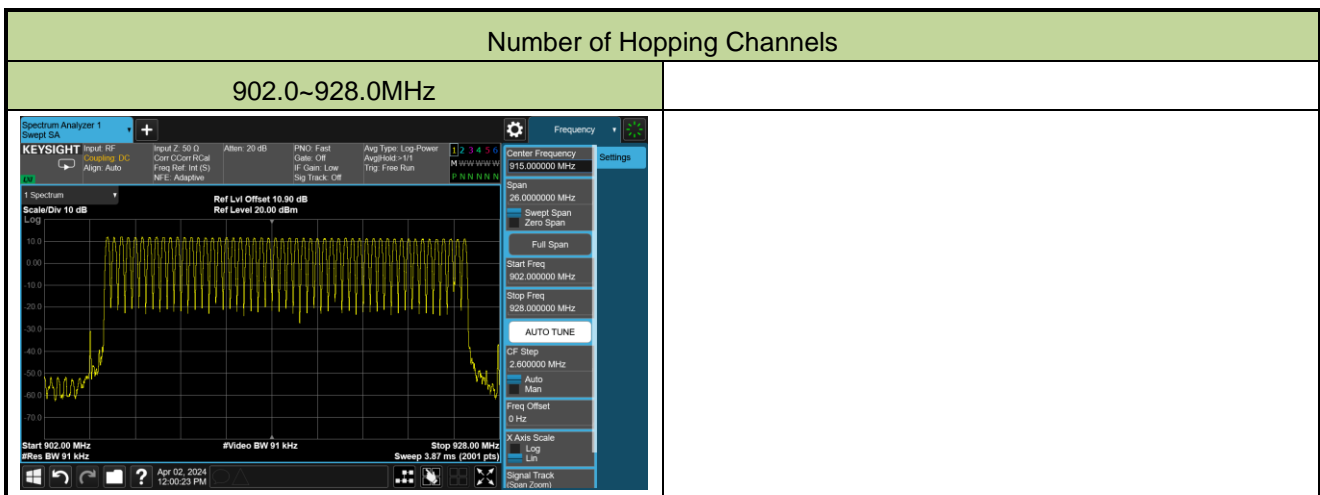 Number of Hopping Channels
902.0~928.0MHz
Spectrum Analyzer 1
Swept SA
Frequency
KEYSIGHT
Input: RF
Coupling: DC
Align: Auto
Input Z: 50 Ω
Corr CCorr RCal
Freq Ref: Int (S)
NFE: Adaptive
Atten: 20 dB
PNO: Fast
Gate: Off
IF Gain: Low
Sig Track: Off
Avg Type: Log-Power
Avg|Hold:>1/1
Trig: Free Run
1 2 3 4 5 6
M W W W W W
P N N N N N
Center Frequency
915.000000 MHz
Settings
Span
26.0000000 MHz
Swept Span
Zero Span
Full Span
Start Freq
902.000000 MHz
Stop Freq
928.000000 MHz
AUTO TUNE
CF Step
2.600000 MHz
Auto
Man
Freq Offset
0 Hz
X Axis Scale
Log
Lin
Signal Track
(Span Zoom)
1 Spectrum
Scale/Div 10 dB
Ref Lvl Offset 10.90 dB
Ref Level 20.00 dBm
Log
10.0
0.00
-10.0
-20.0
-30.0
-40.0
-50.0
-60.0
-70.0
Start 902.00 MHz
#Video BW 91 kHz
Stop 928.00 MHz
#Res BW 91 kHz
Sweep 3.87 ms (2001 pts)
?
Apr 02, 2024
12:00:23 PM